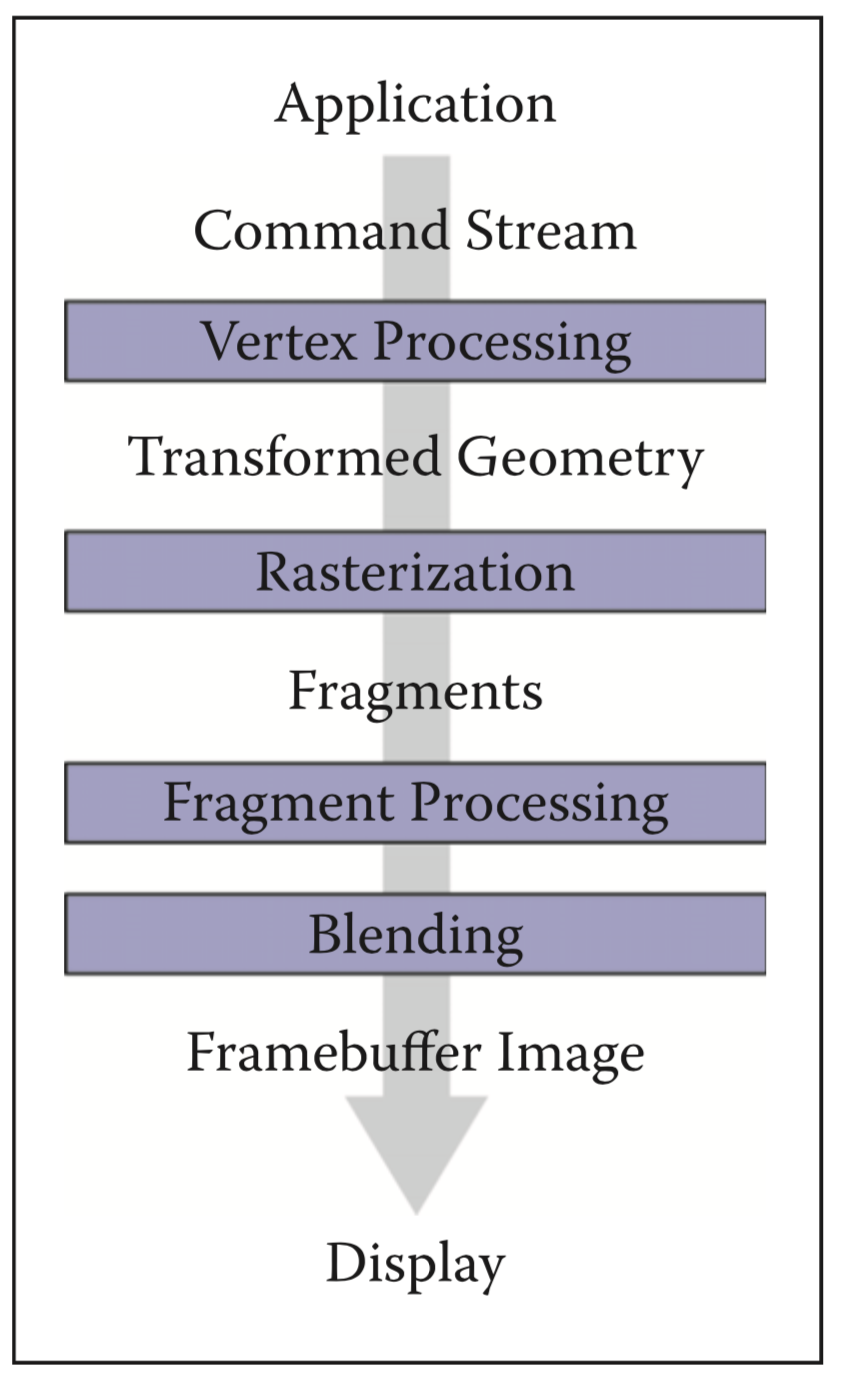 Application
Command Stream
Vertex Processing
Transformed Geometry
Rasterization
Fragments
Fragment Processing
Blending
Framebuffer Image
Display